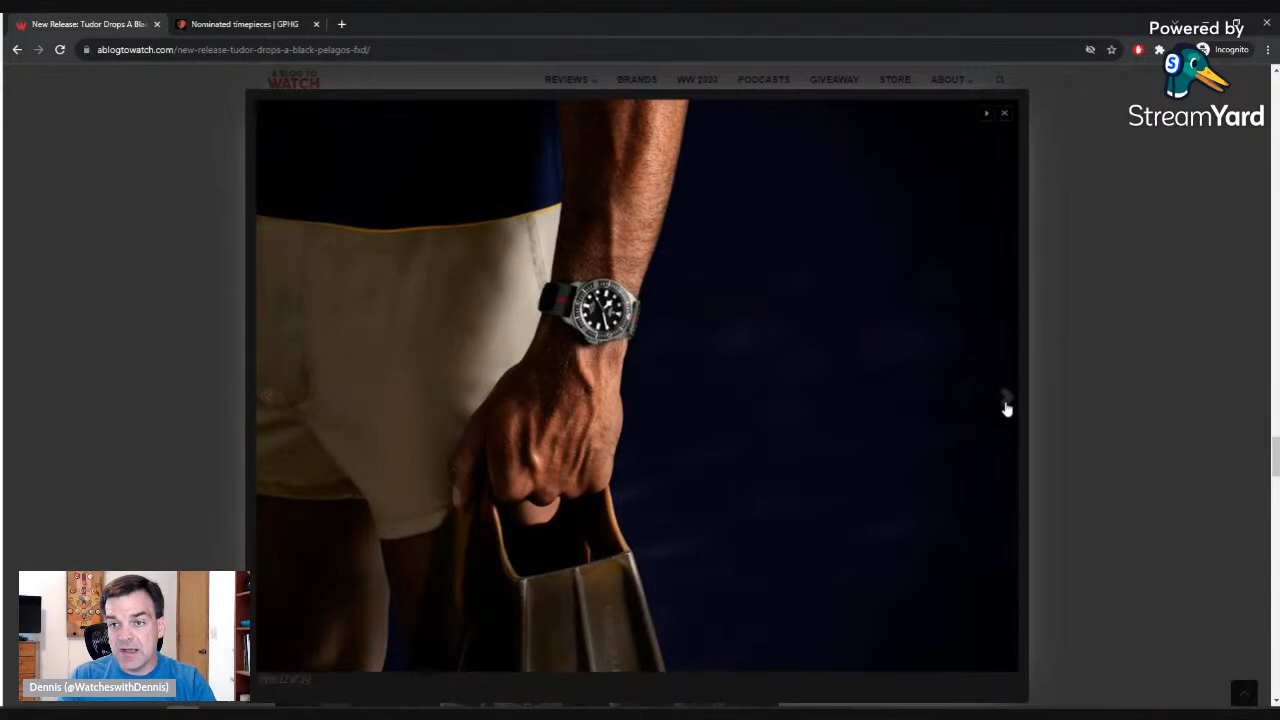 New Release: Tudor Drops A Bla
Nominated timepieces | GPHG
ablogtowatch.com/new-release-tudor-drops-a-black-pelagos-fxd/
Incognito
Powered by
StreamYard
A BLOG TO
WATCH
REVIEWS
BRANDS
WW 2023
PODCASTS
GIVEAWAY
STORE
ABOUT
Dennis (@WatcheswithDennis)